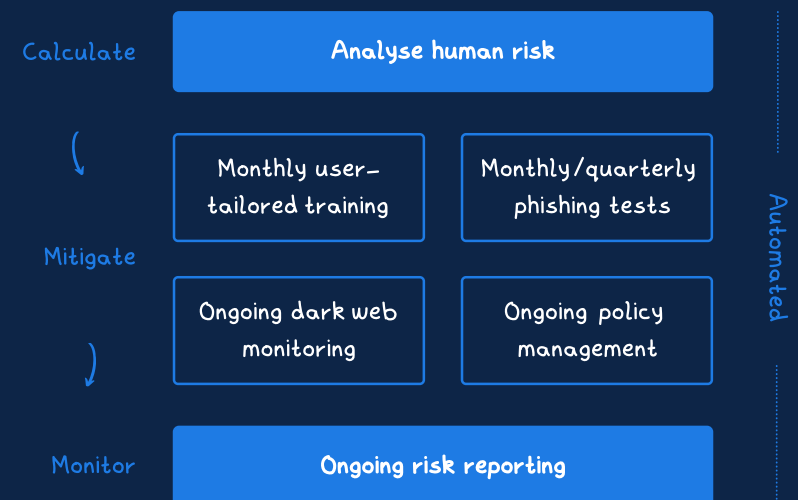 Calculate
Analyse human risk
Monthly user-
tailored training
Monthly/quarterly
phishing tests
Mitigate
Automated
Ongoing dark web
monitoring
Ongoing policy
management
Monitor
Ongoing risk reporting